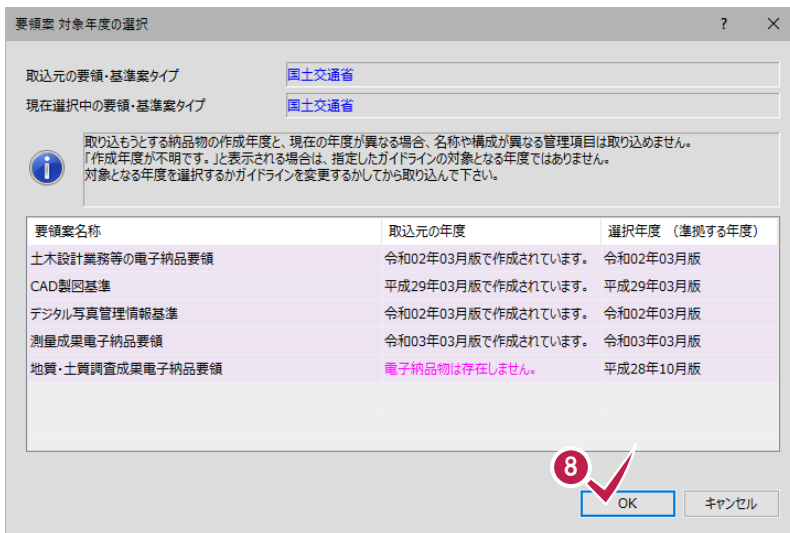 要領案 対象年度の選択
? ×
取込元の要領・基準案タイプ 国土交通省
現在選択中の要領・基準案タイプ 国土交通省
取り込もうとする納品物の作成年度と、現在の年度が異なる場合、名称や構成が異なる管理項目は取り込めません。
「作成年度が不明です。」と表示される場合は、指定したガイドラインの対象となる年度ではありません。
対象となる年度を選択するかガイドラインを変更するかしてから取り込んで下さい。
要領案名称 取込元の年度 選択年度 （準拠する年度）
土木設計業務等の電子納品要領 令和02年03月版で作成されています。 令和02年03月版
CAD製図基準 平成29年03月版で作成されています。 平成29年03月版
デジタル写真管理情報基準 令和02年03月版で作成されています。 令和02年03月版
測量成果電子納品要領 令和03年03月版で作成されています。 令和03年03月版
地質・土質調査成果電子納品要領 電子納品物は存在しません。 平成28年10月版
8
OK キャンセル